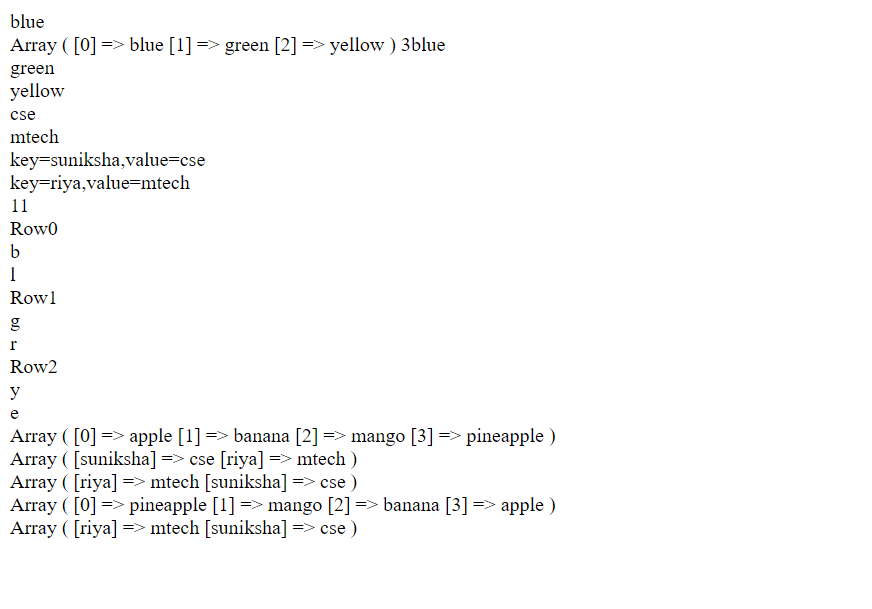 blue
Array ( [0] => blue [1] => green [2] => yellow ) 3blue
green
yellow
cse
mtech
key=suniksha,value=cse
key=riya,value=mtech
11
Row0
b
l
Row1
g
r
Row2
y
e
Array ( [0] => apple [1] => banana [2] => mango [3] => pineapple )
Array ( [suniksha] => cse [riya] => mtech )
Array ( [riya] => mtech [suniksha] => cse )
Array ( [0] => pineapple [1] => mango [2] => banana [3] => apple )
Array ( [riya] => mtech [suniksha] => cse )